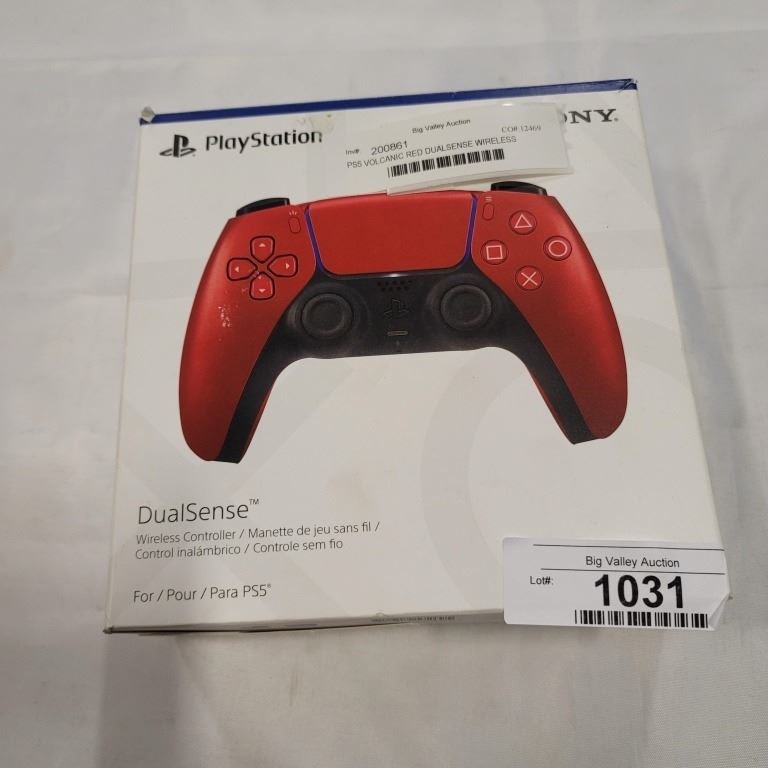 PlayStation
Big Valley Auction
Inv#: 200861 CO#:12469
PS5 VOLCANIC RED DUALSENSE WIRELESS
DualSense™
Wireless Controller / Manette de jeu sans fil /
Control inalámbrico / Controle sem fio
For / Pour / Para PS5®
Big Valley Auction
Lot#: 1031